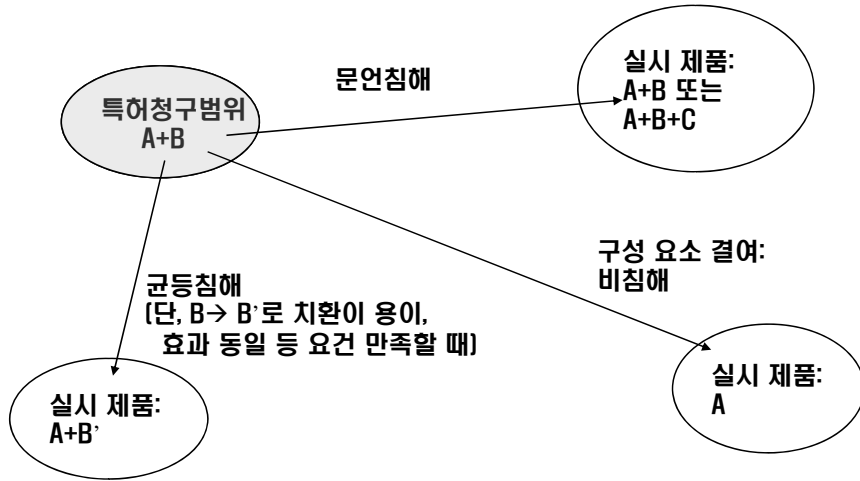 특허청구범위
A+B
문언침해
실시 제품:
A+B 또는
A+B+C
구성 요소 결여:
비침해
균등침해
(단, B→ B’로 치환이 용이,
효과 동일 등 요건 만족할 때)
실시 제품:
A+B’
실시 제품:
A